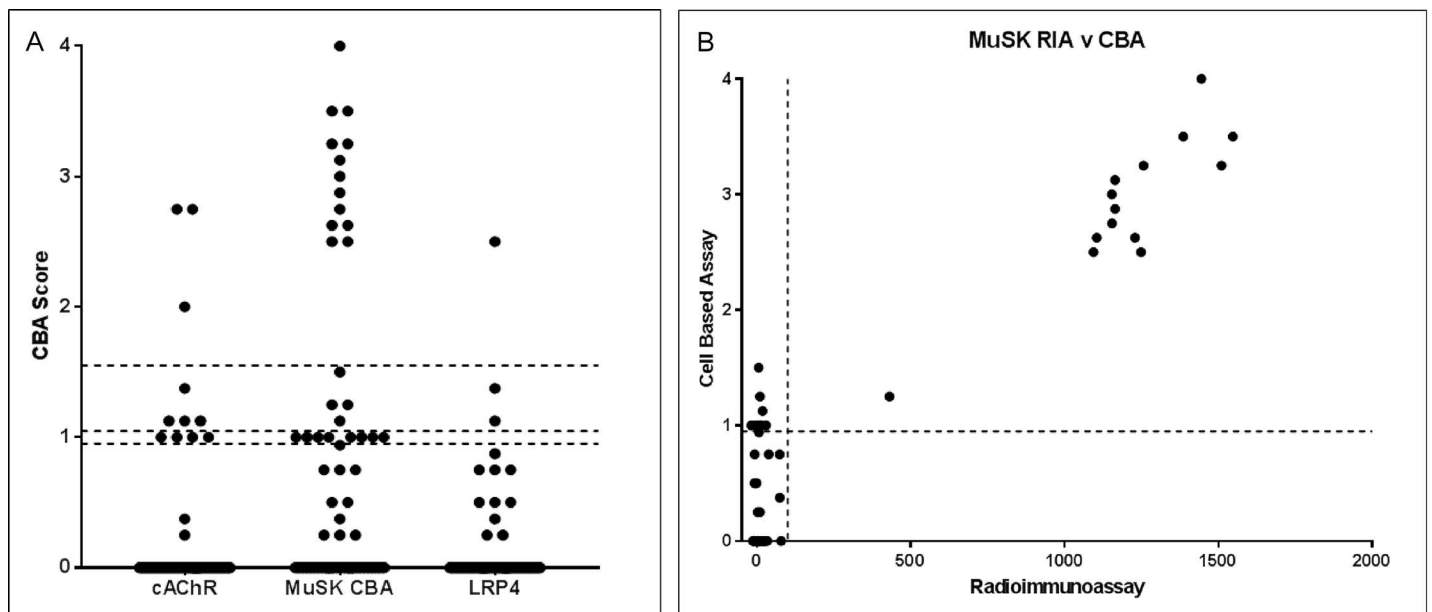 A
CBA Score
4
3
2
1
0
cAChR
MuSK CBA
LRP4
B
MuSK RIA v CBA
Cell Based Assay
4
3
2
1
0
0
500
1000
1500
2000
Radioimmunoassay